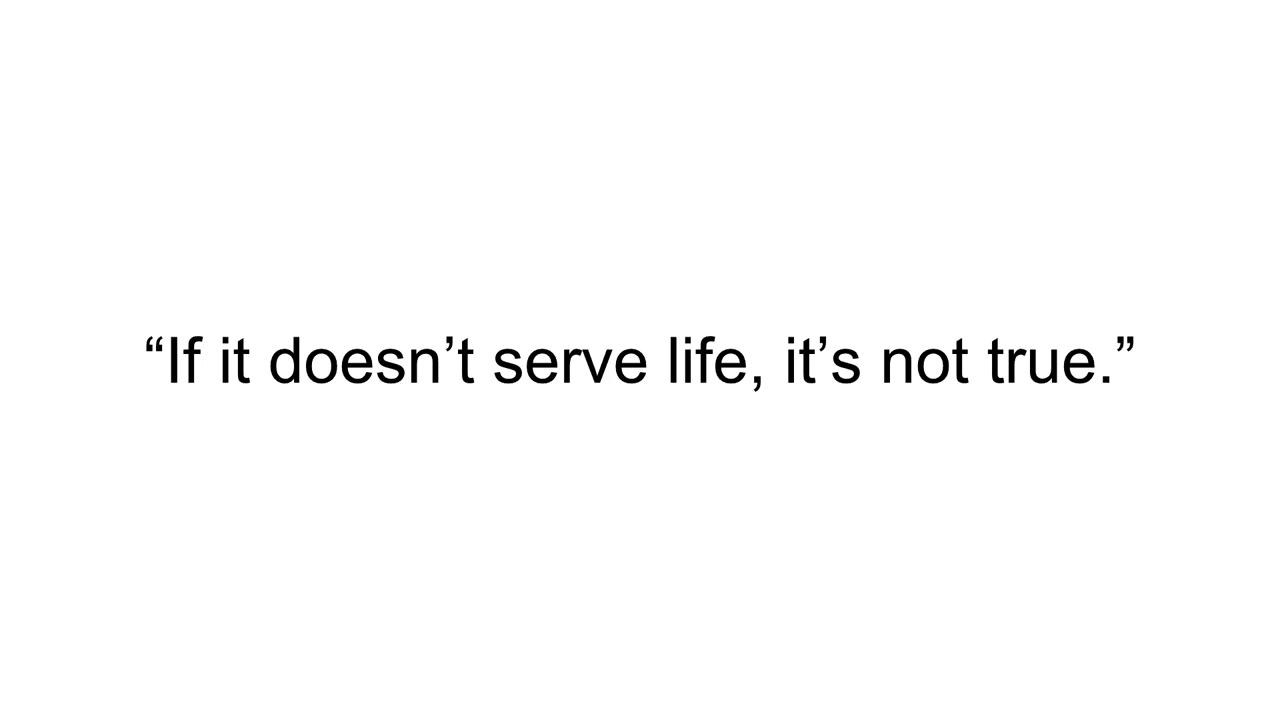 “If it doesn’t serve life, it’s not true.”